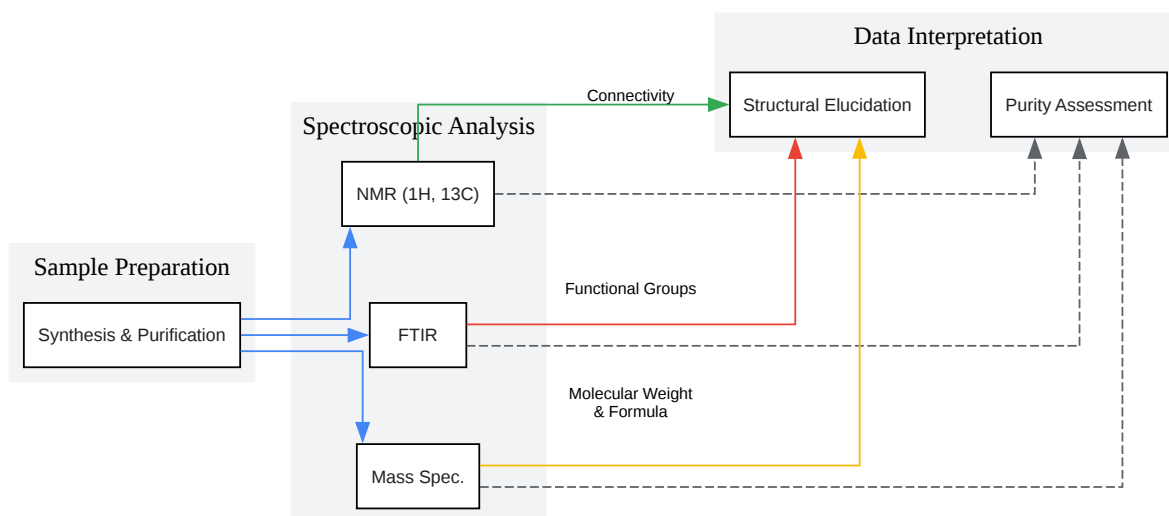 Data Interpretation
Connectivity
Structural Elucidation
Purity Assessment
Spectroscopic Analysis
NMR (1H, 13C)
Sample Preparation
Functional Groups
Synthesis & Purification
FTIR
Molecular Weight
& Formula
Mass Spec.